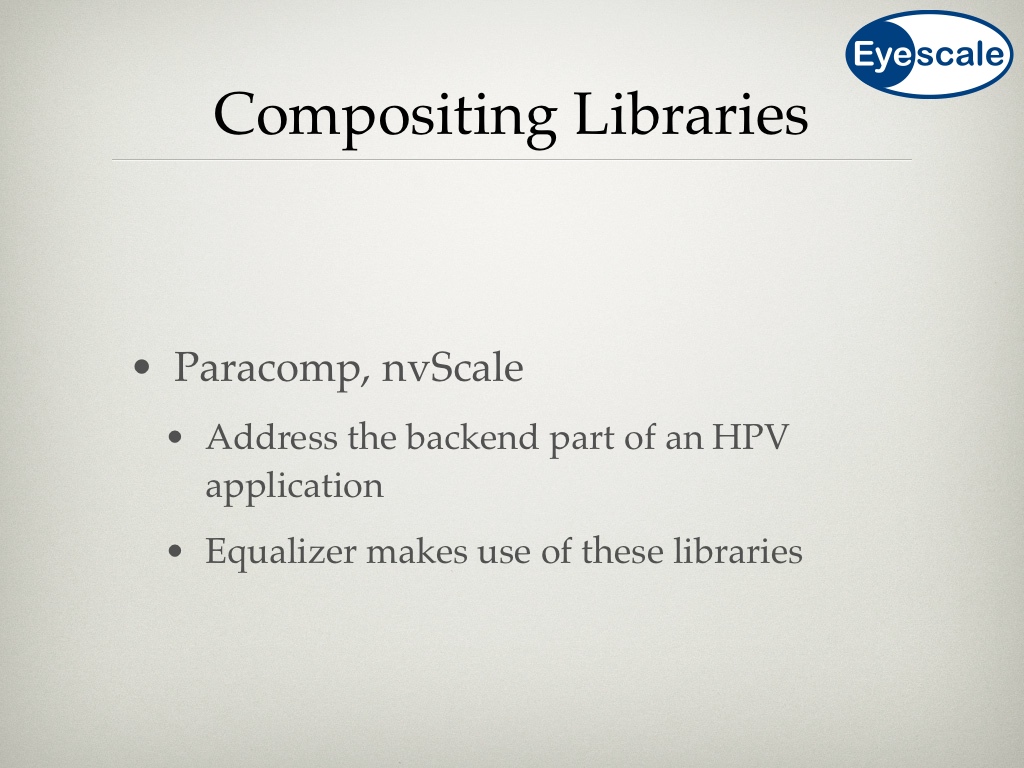 Eyescale
Compositing Libraries
• Paracomp, nvScale
• Address the backend part of an HPV
application
• Equalizer makes use of these libraries